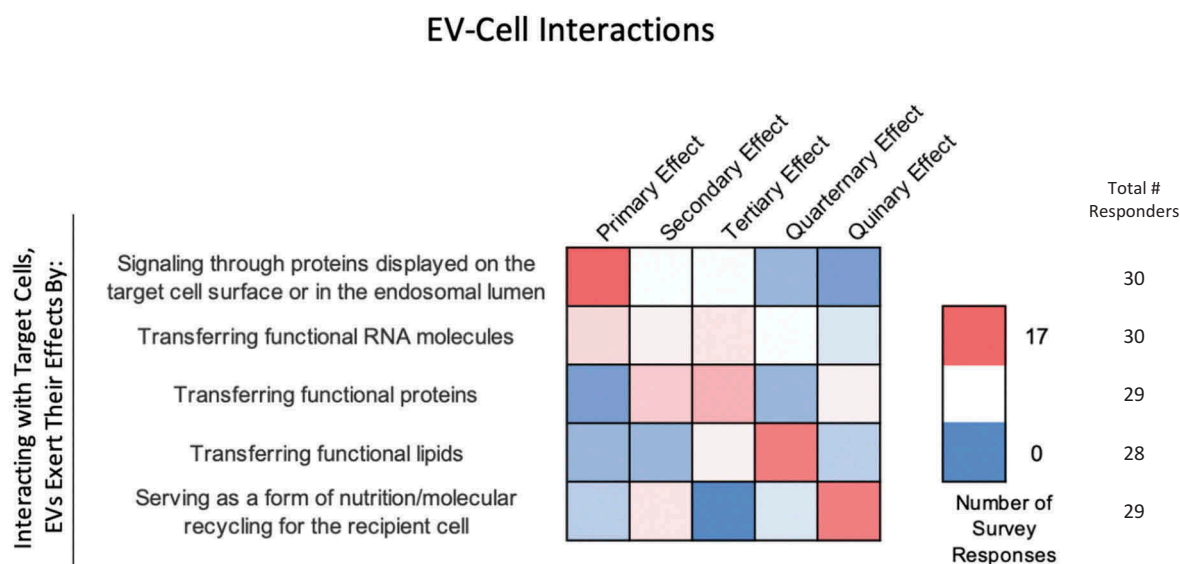 EV-Cell Interactions
Primary Effect
Secondary Effect
Tertiary Effect
Quarternary Effect
Quinary Effect
Total #
Responders
Interacting with Target Cells,
EVs Exert Their Effects By:
Signaling through proteins displayed on the
target cell surface or in the endosomal lumen
30
Transferring functional RNA molecules
30
Transferring functional proteins
29
Transferring functional lipids
28
Serving as a form of nutrition/molecular
recycling for the recipient cell
29
17
0
Number of
Survey
Responses